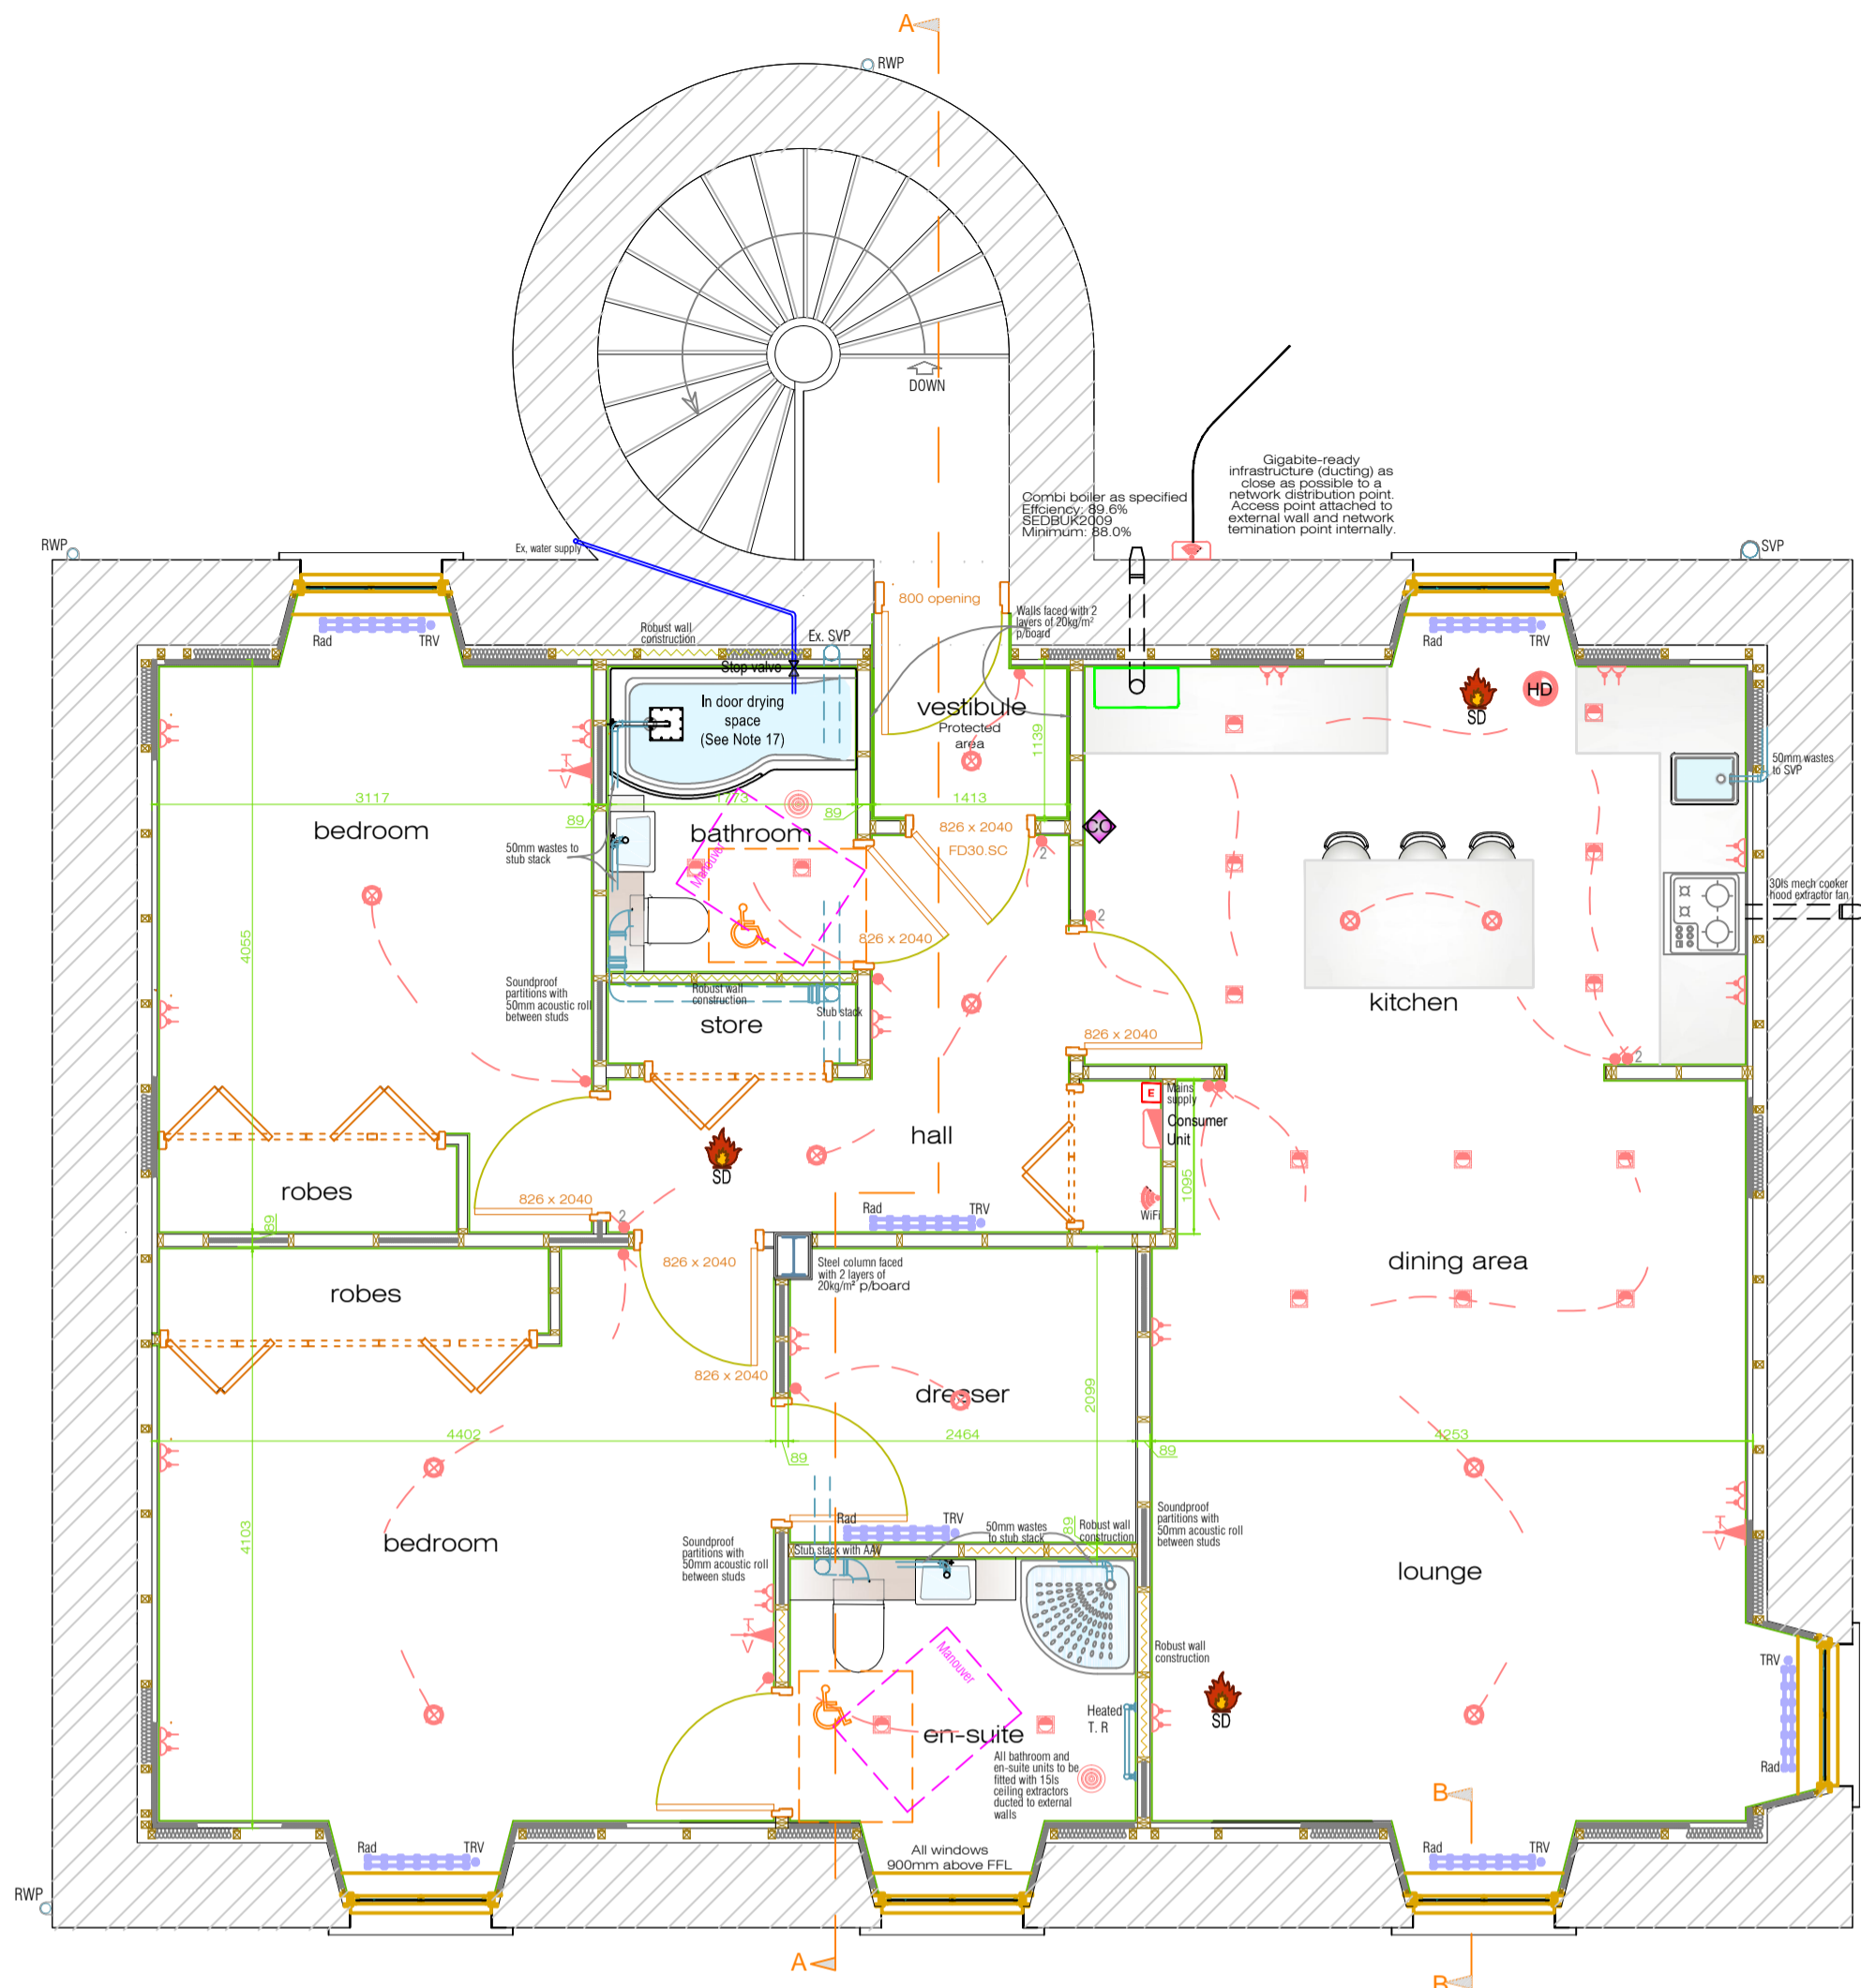 A
RWP
DOWN
Gigabite-ready
infrastructure (ducting) as
close as possible to a
network distribution point.
Access point attached to
external wall and network
temination point internally.
Combi boiler as specified
Effciency: 89.6%
SEDBUK2009
Minimum: 88.0%
RWP
Ex, water supply
SVP
800 opening
Walls faced with 2
layers of 20kg/m²
p/board
Rad
TRV
Robust wall
construction
Ex. SVP
Rad
TRV
Stop valve
In door drying
space
(See Note 17)
vestibule
Protected
area
1139
SD
HD
50mm wastes
to SVP
3117
89
1773
89
1413
bedroom
bathroom
826 x 2040
FD30.SC
2
CO
50mm wastes to
stub stack
Manouver
30ls mech cooker
hood extractor fan
2
826 x 2040
4055
Soundproof
partitions with
50mm acoustic roll
between studs
Robust wall
construction
Stub stack
store
kitchen
826 x 2040
2
E
Mains
supply
Consumer
Unit
hall
SD
1095
robes
826 x 2040
WiFi
Rad
TRV
89
2
826 x 2040
Steel column faced
with 2 layers of
20kg/m² p/board
dining area
robes
826 x 2040
dresser
2099
4402
89
2464
89
4253
4103
bedroom
Soundproof
partitions with
50mm acoustic roll
between studs
Rad
TRV
50mm wastes
to stub stack
89
Robust wall
construction
Soundproof
partitions with
50mm acoustic roll
between studs
Stub stack with AAV
lounge
TV
TV
TV
Manouver
Robust wall
construction
SD
TRV
Rad
Heated
T. R
en-suite
All bathroom and
en-suite units to be
fitted with 15ls
ceiling extractors
ducted to external
walls
B
Rad
TRV
All windows
900mm above FFL
Rad
TRV
RWP
A
B